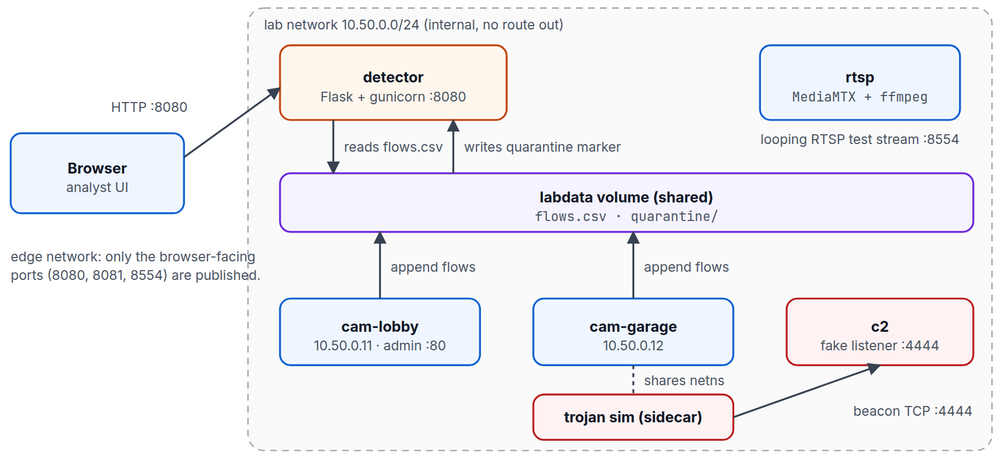 lab network 10.50.0.0/24 (internal, no route out)
detector
Flask + gunicorn :8080
rtsp
MediaMTX + ffmpeg
looping RTSP test stream :8554
HTTP :8080
Browser
analyst UI
reads flows.csv
writes quarantine marker
labdata volume (shared)
flows.csv · quarantine/
edge network: only the browser-facing
ports (8080, 8081, 8554) are published.
append flows
append flows
cam-lobby
10.50.0.11 · admin :80
cam-garage
10.50.0.12
c2
fake listener :4444
shares netns
trojan sim (sidecar)
beacon TCP :4444